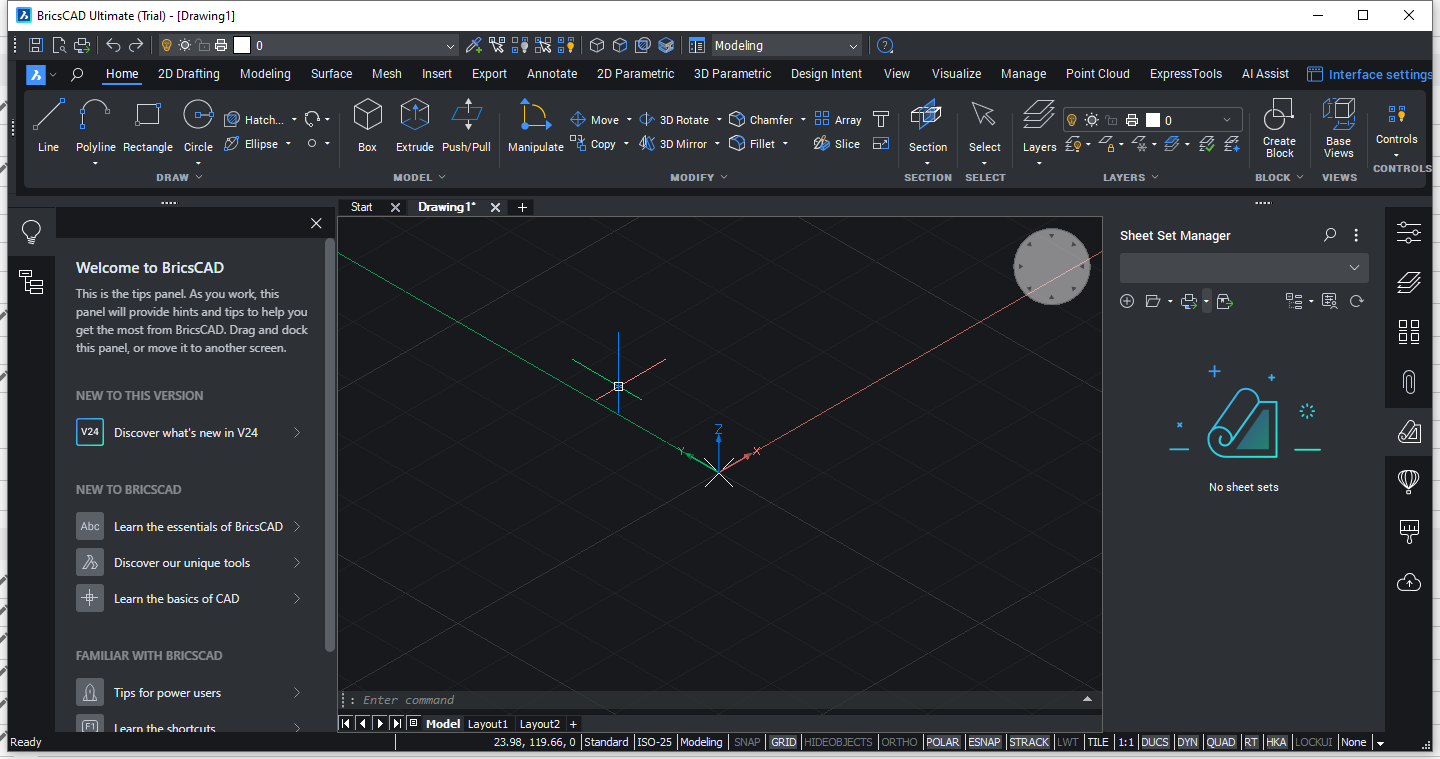 BricsCAD Ultimate (Trial) - [Drawing1]
0
Modeling
Home 2D Drafting Modeling Surface Mesh Insert Export Annotate 2D Parametric 3D Parametric Design Intent View Visualize Manage Point Cloud ExpressTools AI Assist Interface settings
Line Polyline Rectangle Circle
Hatch...
Ellipse
DRAW
Box Extrude Push/Pull
MODEL
Manipulate
Move 3D Rotate Chamfer Array
Copy 3D Mirror Fillet Slice
MODIFY
Section
SECTION
Select
SELECT
Layers
0
LAYERS
Create
Block
BLOCK
Base
Views
VIEWS
Controls
CONTROLS
Start Drawing1*
Welcome to BricsCAD
This is the tips panel. As you work, this
panel will provide hints and tips to help you
get the most from BricsCAD. Drag and dock
this panel, or move it to another screen.
NEW TO THIS VERSION
V24 Discover what's new in V24
NEW TO BRICSCAD
Abc Learn the essentials of BricsCAD
Discover our unique tools
Learn the basics of CAD
FAMILIAR WITH BRICSCAD
Tips for power users
F1 Learn the shortcuts
Z
Y
X
: Enter command
Model Layout1 Layout2 +
Sheet Set Manager
No sheet sets
Ready
23.98, 119.66, 0 Standard ISO-25 Modeling SNAP GRID HIDEOBJECTS ORTHO POLAR ESNAP STRACK LWT TILE 1:1 DUCS DYN QUAD RT HKA LOCKUI None